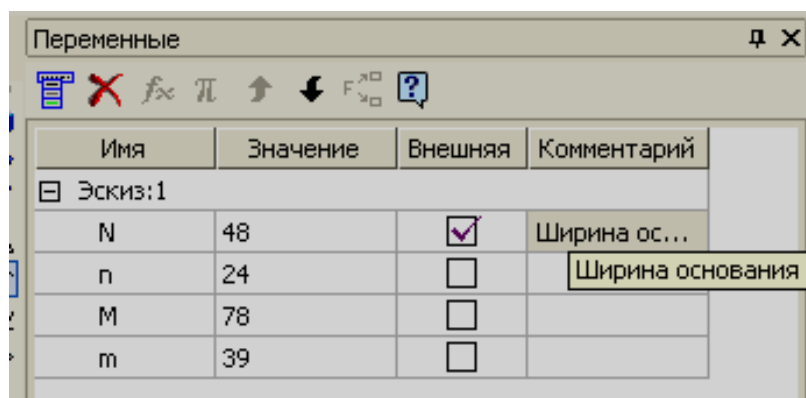 Переменные
Имя Значение Внешняя Комментарий
Эскиз:1
N 48 Ширина ос...
Ширина основания
n 24
M 78
m 39